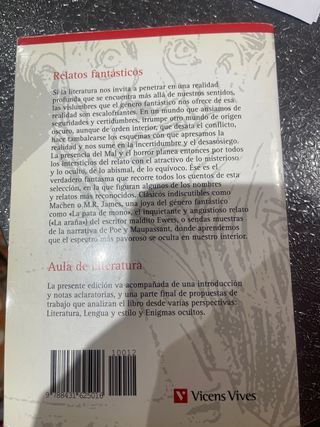 Relatos fantásticos
Si la literatura nos invita a penetrar en una realidad
profunda que se encuentra más allá de nuestros sentidos,
las vislumbres que el género fantástico nos ofrece de esa
realidad son escalofriantes. En un mundo que ansiamos de
seguridades y certidumbres, irrumpe otro mundo de origen
oscuro, aunque de orden interior, que desata el conflicto,
hace tambalearse los esquemas con que apresamos la
realidad y nos sume en la incertidumbre y el desasosiego.
La presencia del Mal y el horror planea entonces por todos
los intersticios del relato con el atractivo de lo misterioso
y lo oculto, de lo abismal, de lo equívoco. Ése es el
verdadero fantasma que recorre todos los cuentos de esta
selección, en la que figuran algunos de los nombres
y relatos más reconocidos. Clásicos indiscutibles como
Machen o M.R. James, una joya del género fantástico
como «La pata de mono», el inquietante y angustioso relato
(«La araña») del escritor maldito Ewers, o sendas muestras
de la narrativa de Poe y Maupassant, donde aprendemos
que el espectro más pavoroso se oculta en nuestro interior.
Aula de literatura
La presente edición va acompañada de una introducción
y notas aclaratorias, y una parte final de propuestas de
trabajo que analizan el libro desde varias perspectivas:
Literatura, Lengua y estilo y Enigmas ocultos.
10012
9 788431 625016
Vicens Vives